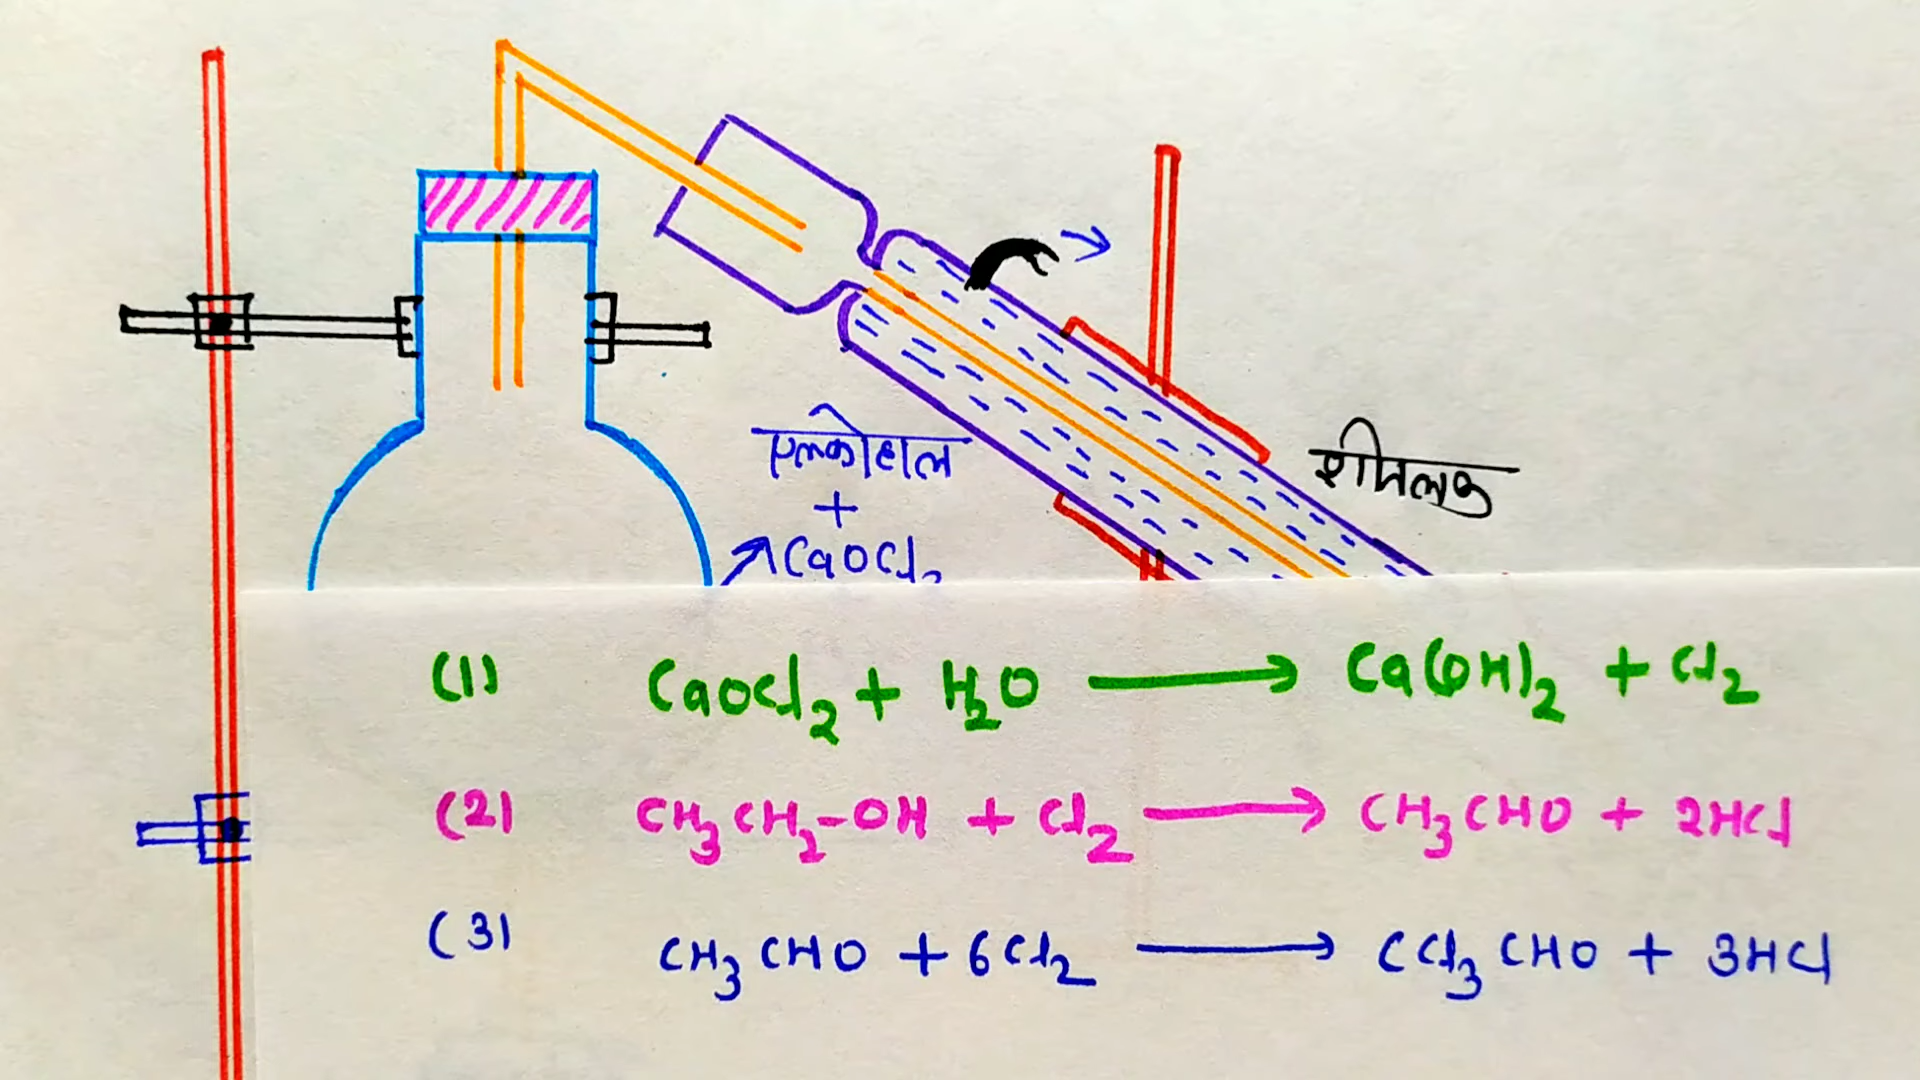 एल्कोहाल
+
CaOCl2
शीतलक
(1) CaOCl2 + H2O ⟶ Ca(OH)2 + Cl2
(2) CH3CH2-OH + Cl2 ⟶ CH3CHO + 2HCl
(3) CH3CHO + 6Cl2 ⟶ CCl3CHO + 3HCl